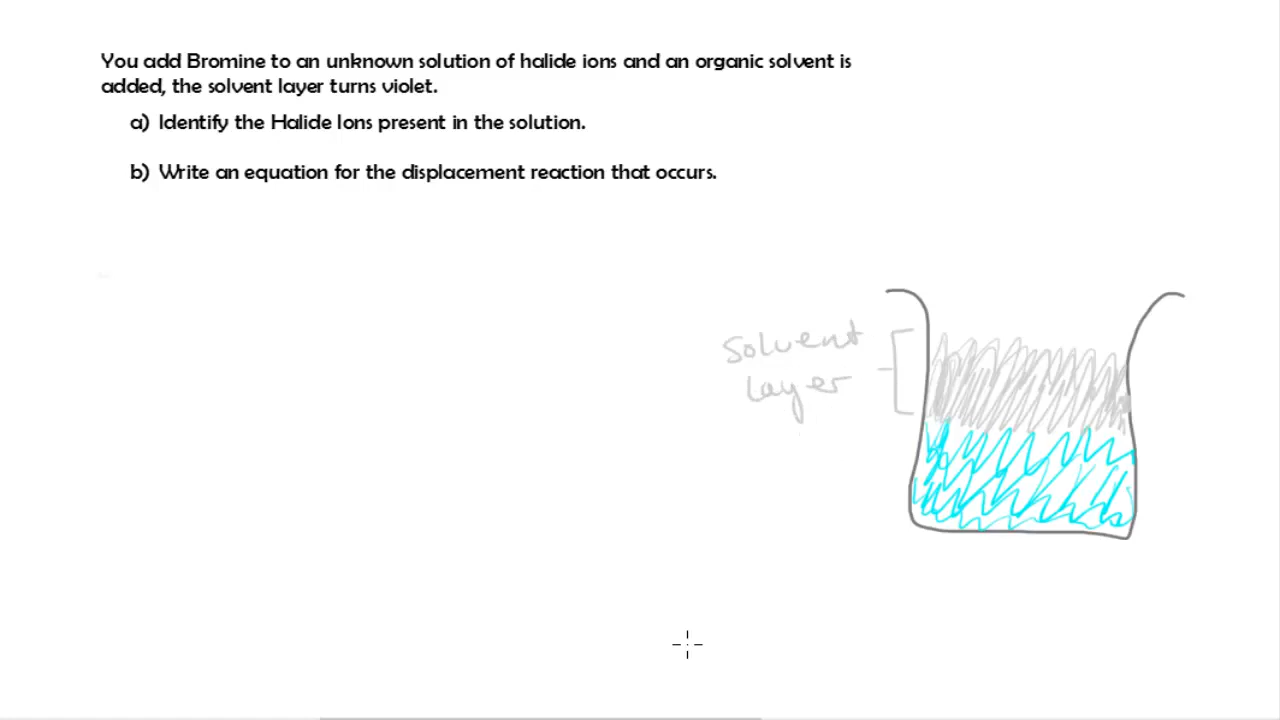 You add Bromine to an unknown solution of halide ions and an organic solvent is
added, the solvent layer turns violet.
a) Identify the Halide Ions present in the solution.
b) Write an equation for the displacement reaction that occurs.
Solvent
layer